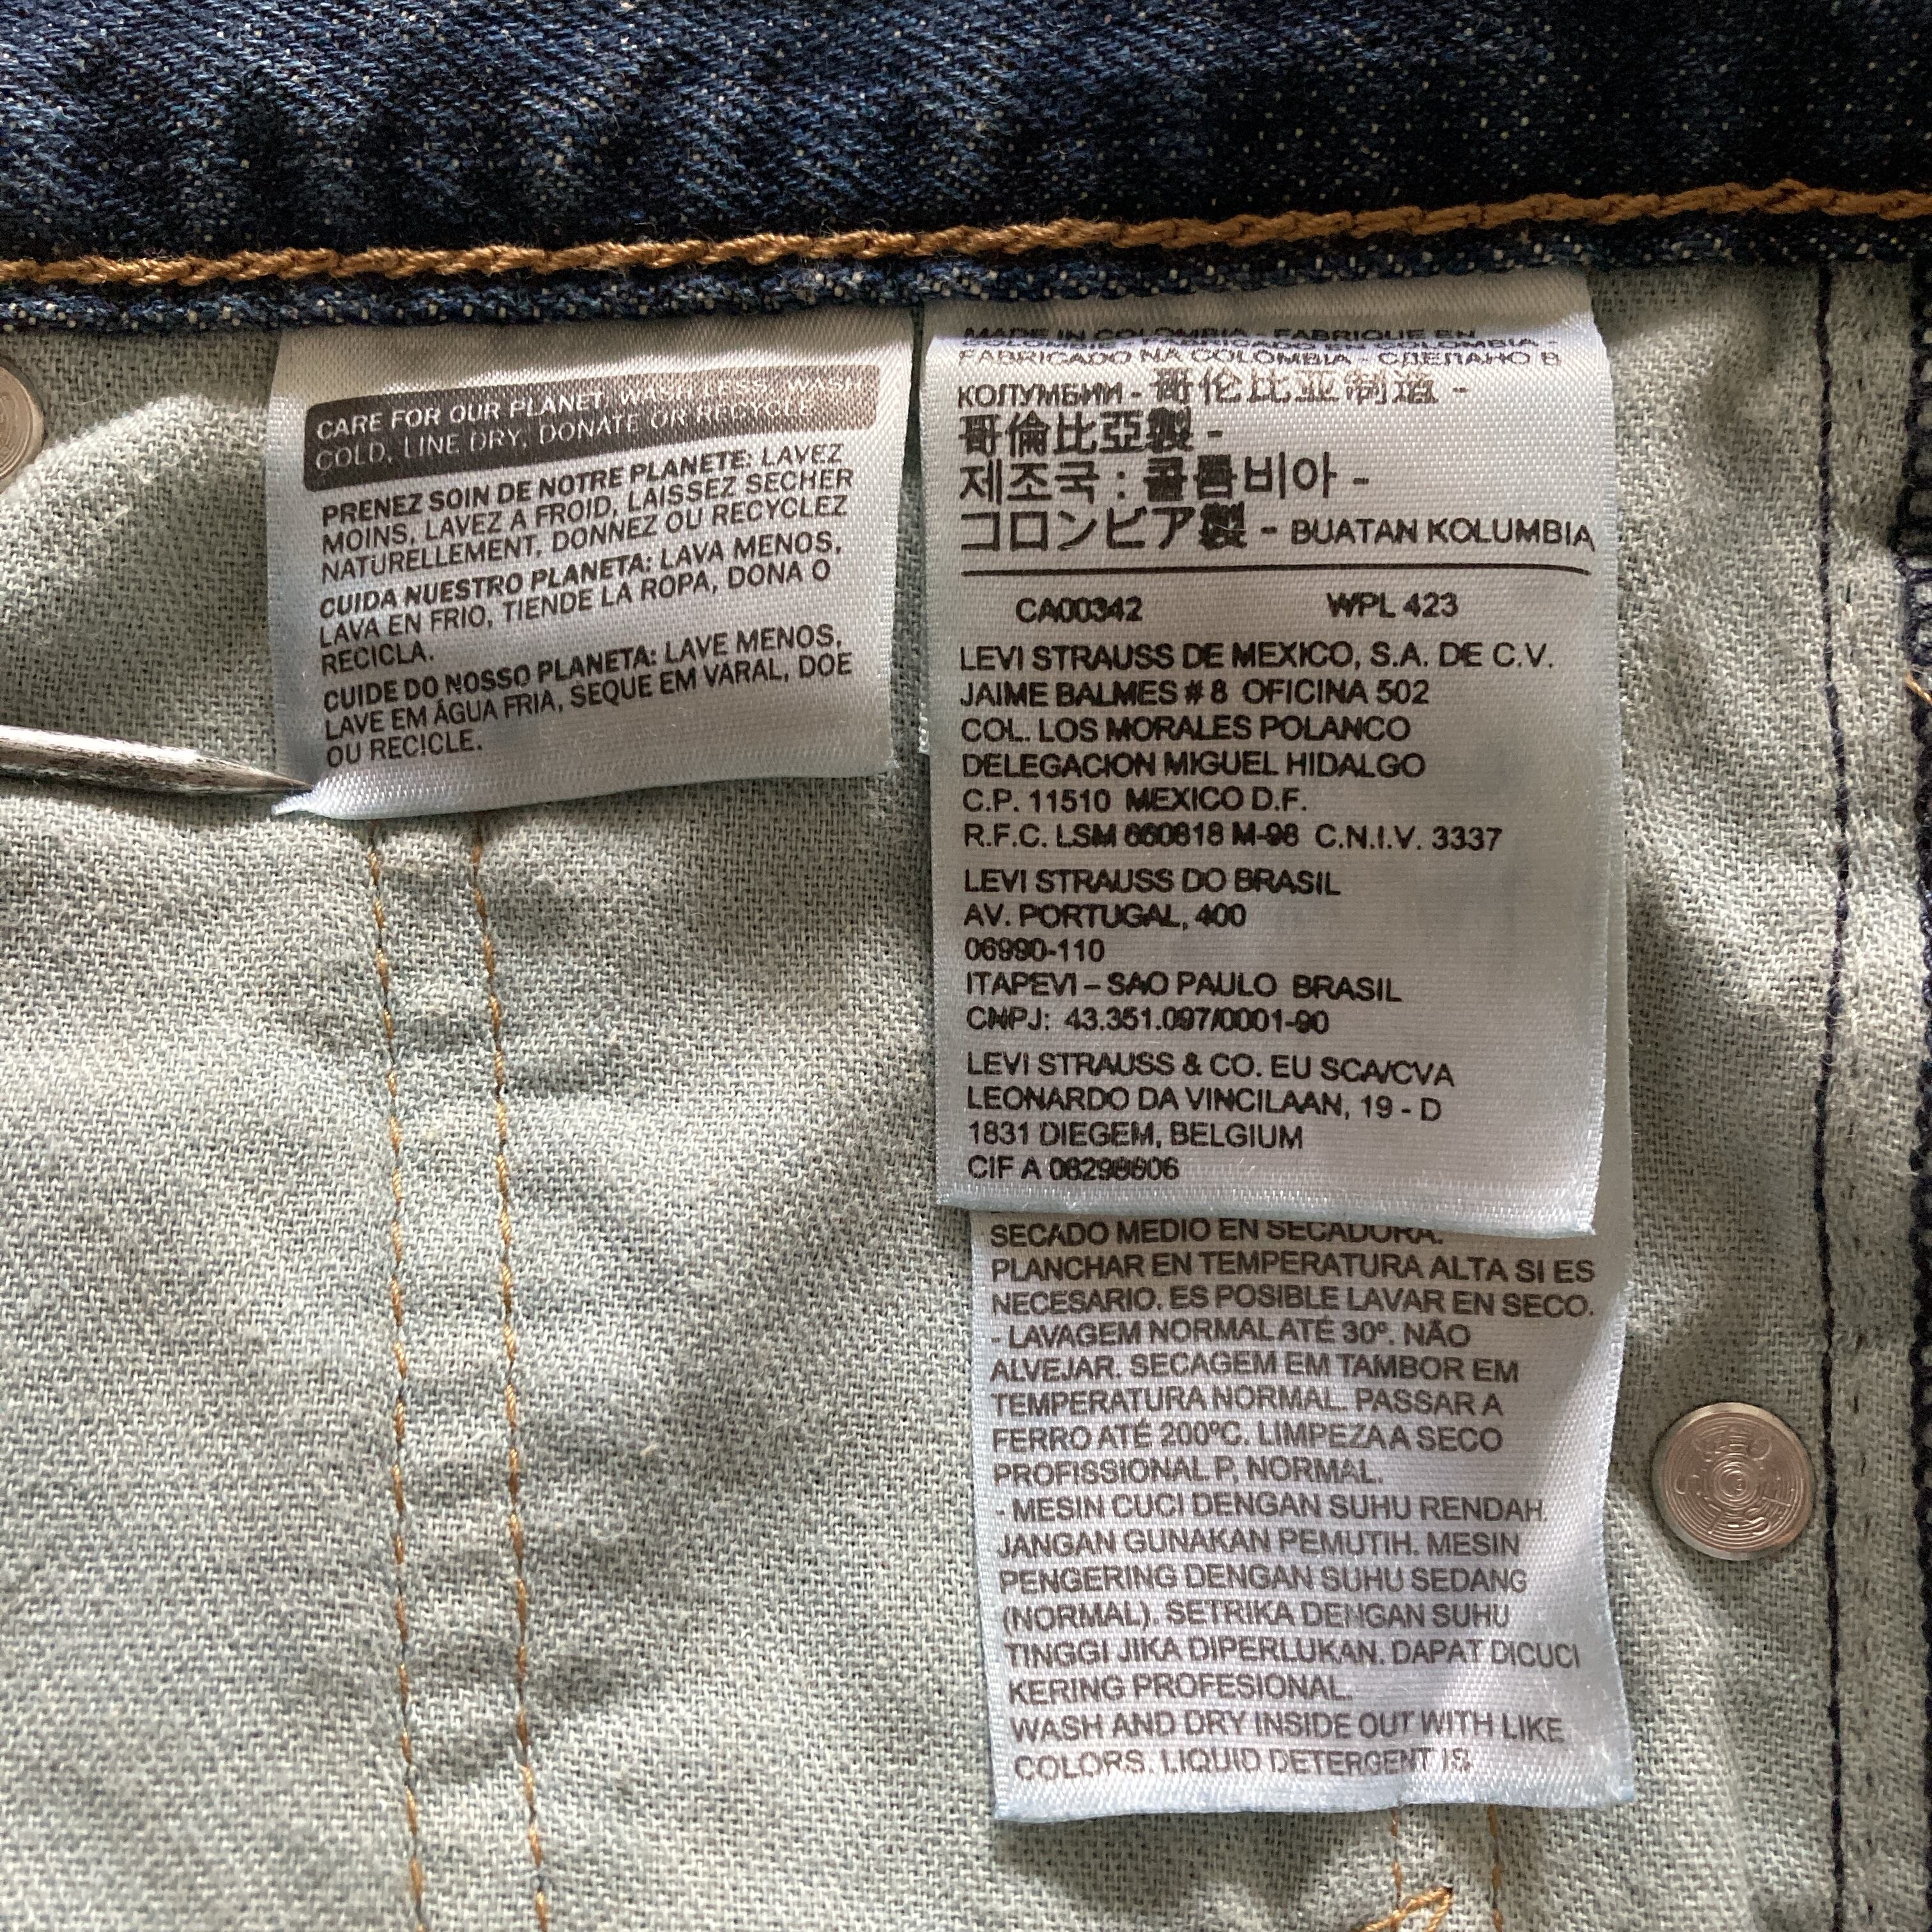 CARE FOR OUR PLANET, WASH LESS, WASH
COLD, LINE DRY, DONATE OR RECYCLE
PRENEZ SOIN DE NOTRE PLANETE: LAVEZ
MOINS, LAVEZ A FROID, LAISSEZ SECHER
NATURELLEMENT, DONNEZ OU RECYCLEZ
CUIDA NUESTRO PLANETA: LAVA MENOS,
LAVA EN FRIO, TIENDE LA ROPA, DONA O
RECICLA.
CUIDE DO NOSSO PLANETA: LAVE MENOS,
LAVE EM ÁGUA FRIA, SEQUE EM VARAL, DOE
OU RECICLE.
MADE IN COLOMBIA - FABRIQUE EN
COLOMBIE - FABRICADO EN COLOMBIA -
FABRICADO NA COLOMBIA - СДЕЛАНО В
КОЛУМБИИ - 哥伦比亚制造 -
哥倫比亞製 -
제조국 : 콜롬비아 -
コロンビア製 - BUATAN KOLUMBIA
CA00342 WPL 423
LEVI STRAUSS DE MEXICO, S.A. DE C.V.
JAIME BALMES # 8 OFICINA 502
COL. LOS MORALES POLANCO
DELEGACION MIGUEL HIDALGO
C.P. 11510 MEXICO D.F.
R.F.C. LSM 660818 M-98 C.N.I.V. 3337
LEVI STRAUSS DO BRASIL
AV. PORTUGAL, 400
06990-110
ITAPEVI – SAO PAULO BRASIL
CNPJ: 43.351.097/0001-90
LEVI STRAUSS & CO. EU SCA/CVA
LEONARDO DA VINCILAAN, 19 - D
1831 DIEGEM, BELGIUM
CIF A
SECADO MEDIO EN SECADORA.
PLANCHAR EN TEMPERATURA ALTA SI ES
NECESARIO. ES POSIBLE LAVAR EN SECO.
- LAVAGEM NORMAL ATÉ 30º. NÃO
ALVEJAR. SECAGEM EM TAMBOR EM
TEMPERATURA NORMAL. PASSAR A
FERRO ATÉ 200ºC. LIMPEZA A SECO
PROFISSIONAL P, NORMAL.
- MESIN CUCI DENGAN SUHU RENDAH.
JANGAN GUNAKAN PEMUTIH. MESIN
PENGERING DENGAN SUHU SEDANG
(NORMAL). SETRIKA DENGAN SUHU
TINGGI JIKA DIPERLUKAN. DAPAT DICUCI
KERING PROFESIONAL.
WASH AND DRY INSIDE OUT WITH LIKE
COLORS. LIQUID DETERGENT IS